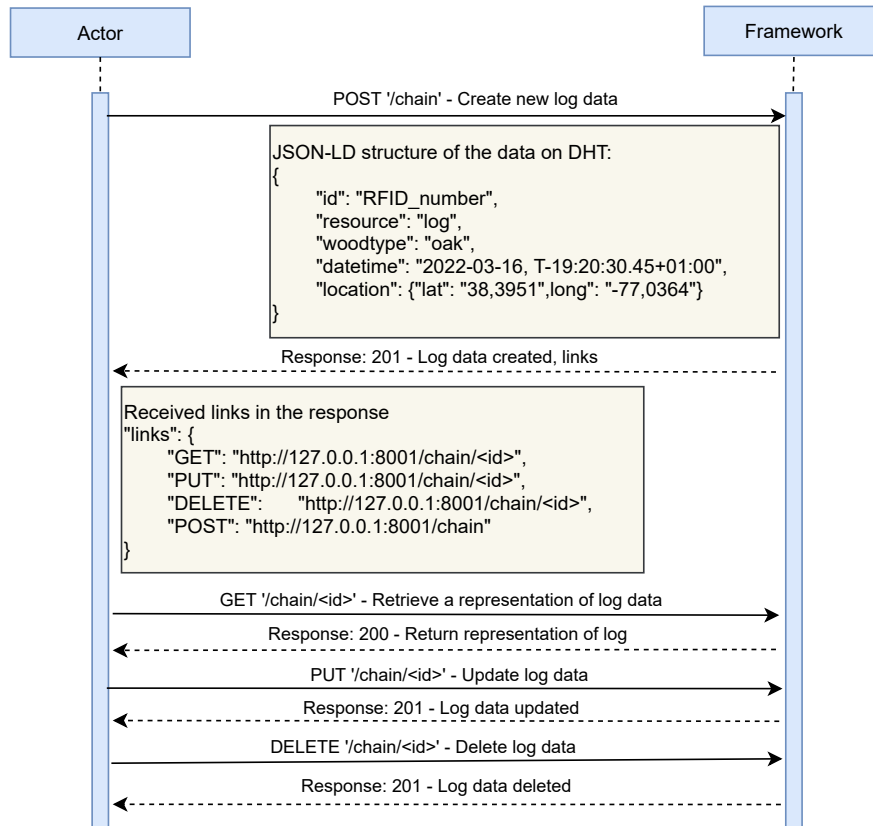 Actor
Framework
POST '/chain' - Create new log data
JSON-LD structure of the data on DHT:
{
"id": "RFID_number",
"resource": "log",
"woodtype": "oak",
"datetime": "2022-03-16, T-19:20:30.45+01:00",
"location": {"lat": "38,3951",long": "-77,0364"}
}
Response: 201 - Log data created, links
Received links in the response
"links": {
"GET": "http://127.0.0.1:8001/chain/<id>",
"PUT": "http://127.0.0.1:8001/chain/<id>",
"DELETE": "http://127.0.0.1:8001/chain/<id>",
"POST": "http://127.0.0.1:8001/chain"
}
GET '/chain/<id>' - Retrieve a representation of log data
Response: 200 - Return representation of log
PUT '/chain/<id>' - Update log data
Response: 201 - Log data updated
DELETE '/chain/<id>' - Delete log data
Response: 201 - Log data deleted